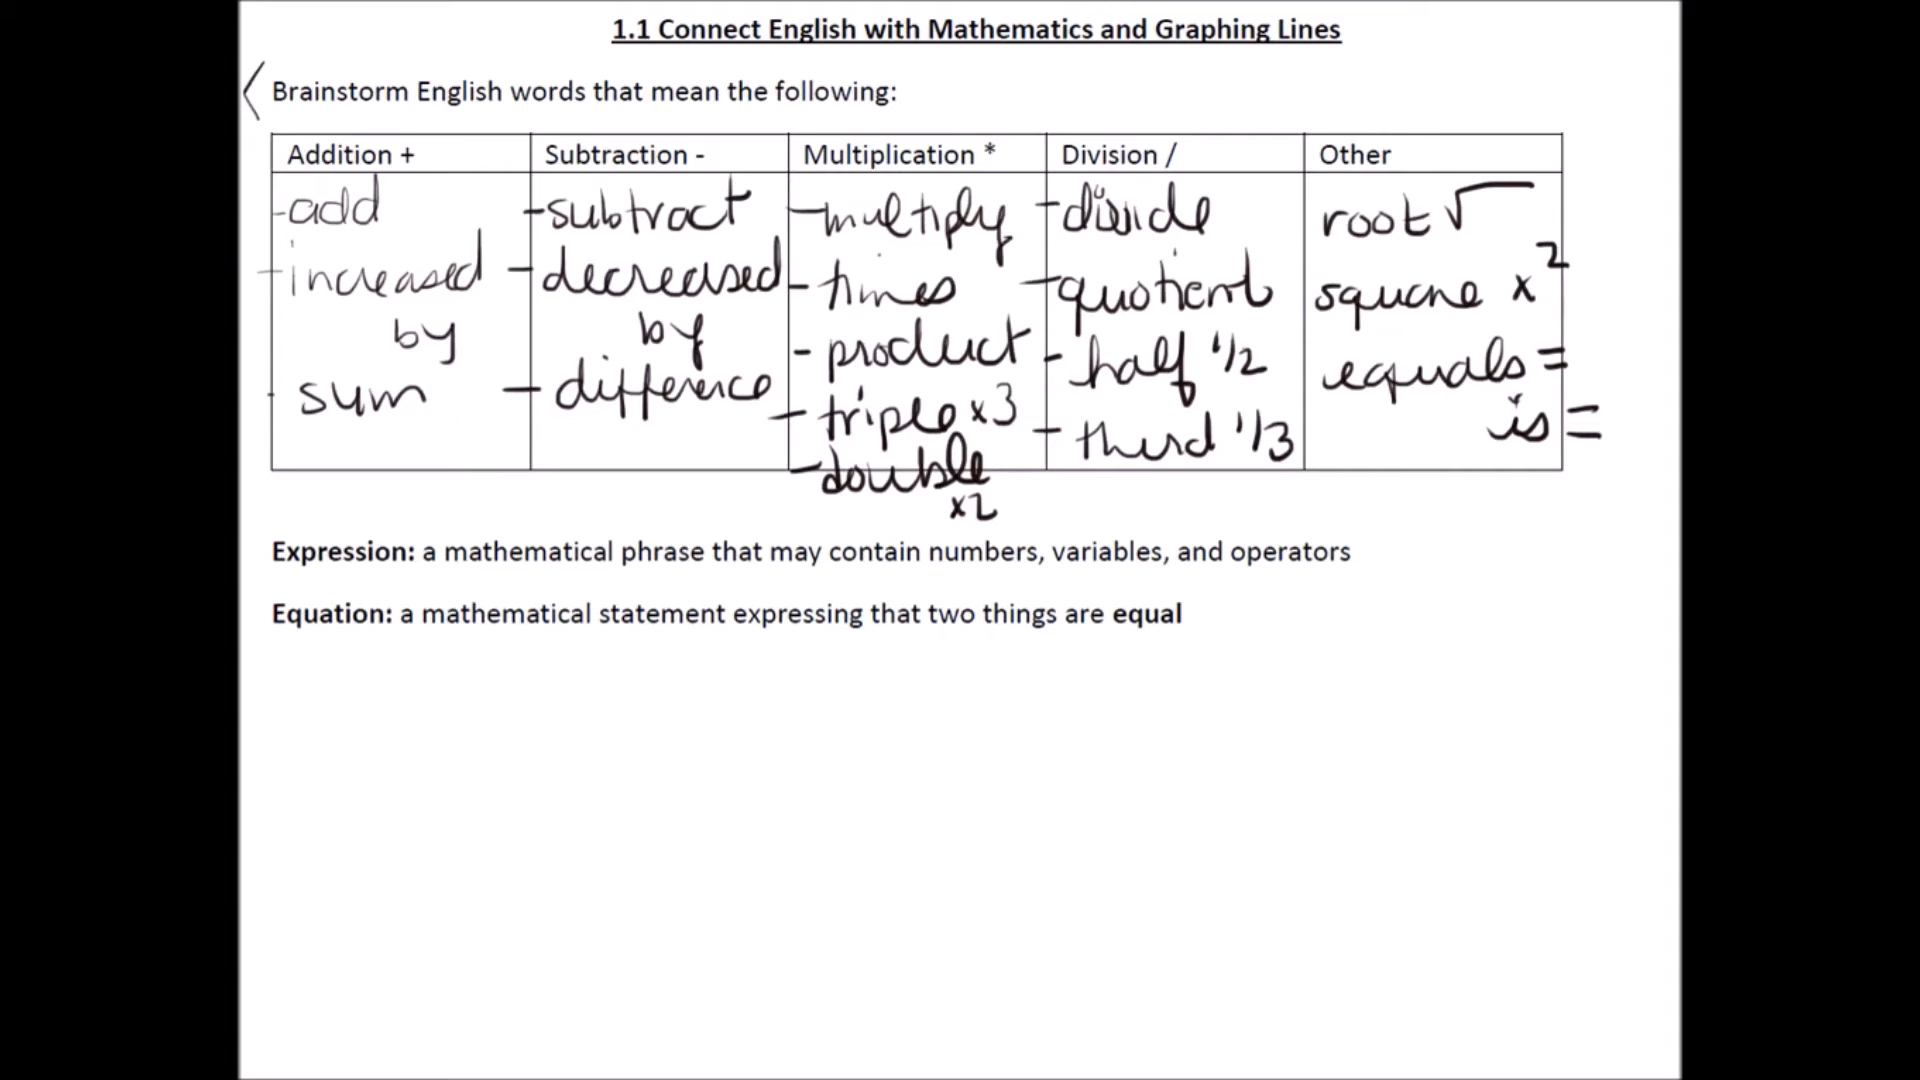 1.1 Connect English with Mathematics and Graphing Lines
Brainstorm English words that mean the following:
Addition + Subtraction - Multiplication * Division / Other
-add
-increased
by
- sum
-subtract
-decreased
by
-difference
-multiply
-times
-product
-triple x3
-double
x2
-divide
-quotient
-half 1/2
-third 1/3
root √
square x²
equals =
is =
Expression: a mathematical phrase that may contain numbers, variables, and operators
Equation: a mathematical statement expressing that two things are equal